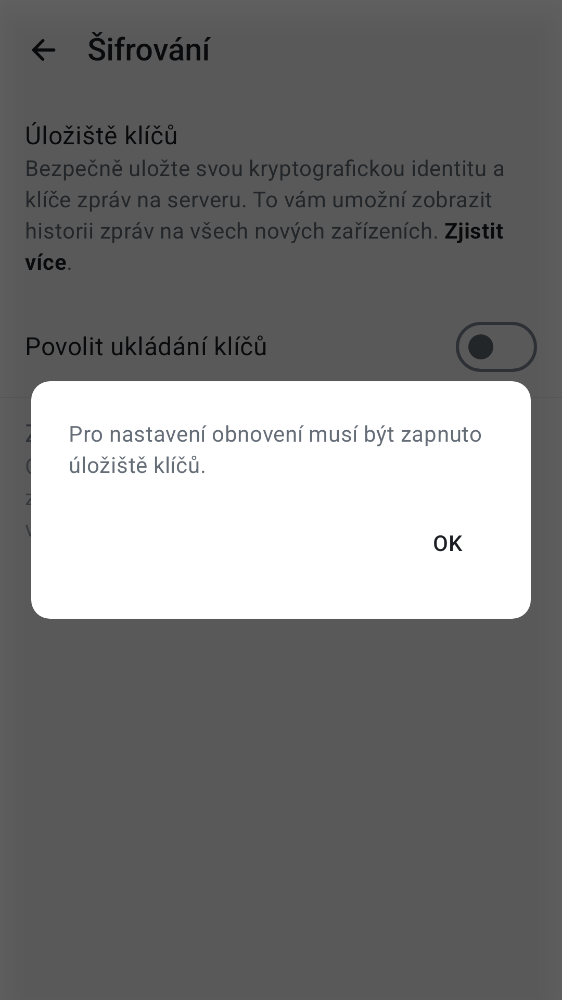 Šifrování
Úložiště klíčů
Bezpečně uložte svou kryptografickou identitu a
klíče zpráv na serveru. To vám umožní zobrazit
historii zpráv na všech nových zařízeních. Zjistit
více.
Povolit ukládání klíčů
Pro nastavení obnovení musí být zapnuto
úložiště klíčů.
OK